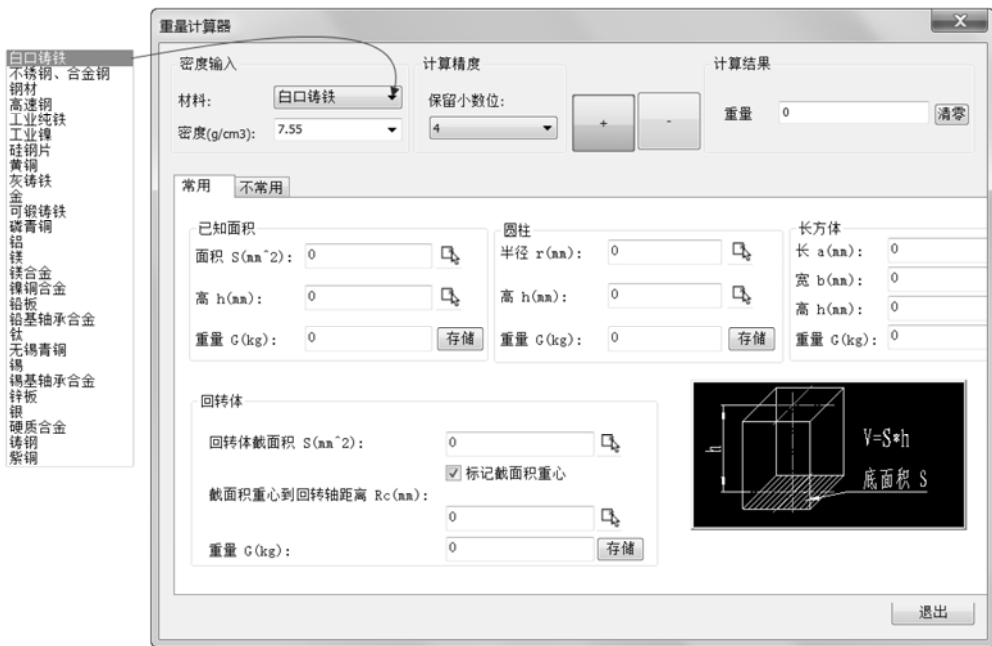 重量计算器
X
白口铸铁
不锈钢、合金钢
钢材
高速钢
工业纯铁
工业镍
硅钢片
黄铜
灰铸铁
金
可锻铸铁
磷青铜
铝
镁
镁合金
镍铜合金
铅板
铅基轴承合金
钛
无锡青铜
锡
锡基轴承合金
锌板
银
硬质合金
铸钢
紫铜
密度输入
材料:
白口铸铁
密度(g/cm3):
7.55
计算精度
保留小数位:
4
+
-
计算结果
重量
0
清零
常用
不常用
已知面积
面积 S(mm^2):
0
高 h(mm):
0
重量 G(kg):
0
存储
圆柱
半径 r(mm):
0
高 h(mm):
0
重量 G(kg):
0
存储
长方体
长 a(mm):
0
宽 b(mm):
0
高 h(mm):
0
重量 G(kg):
0
回转体
回转体截面积 S(mm^2):
0
标记截面积重心
截面积重心到回转轴距离 Rc(mm):
0
重量 G(kg):
0
存储
h
V=S*h
底面积 S
退出